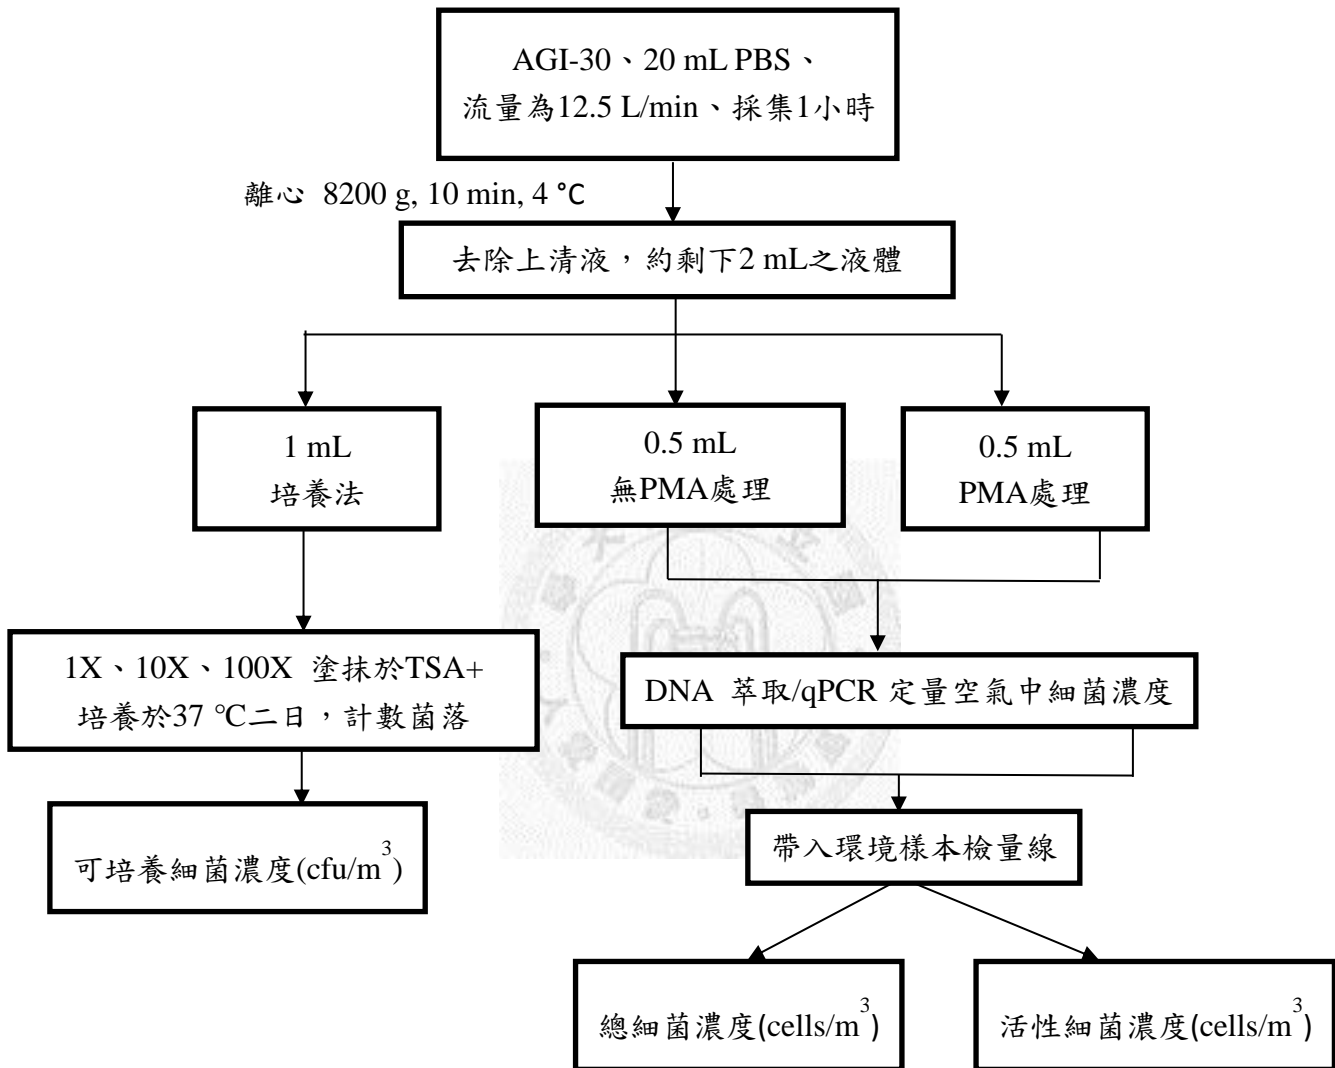 AGI-30、20 mL PBS、
流量為12.5 L/min、採集1小時
離心 8200 g, 10 min, 4 °C
去除上清液，約剩下2 mL之液體
1 mL
培養法
0.5 mL
無PMA處理
0.5 mL
PMA處理
1X、10X、100X 塗抹於TSA+
培養於37 °C二日，計數菌落
DNA 萃取/qPCR 定量空氣中細菌濃度
可培養細菌濃度(cfu/m³)
帶入環境樣本檢量線
總細菌濃度(cells/m³)
活性細菌濃度(cells/m³)